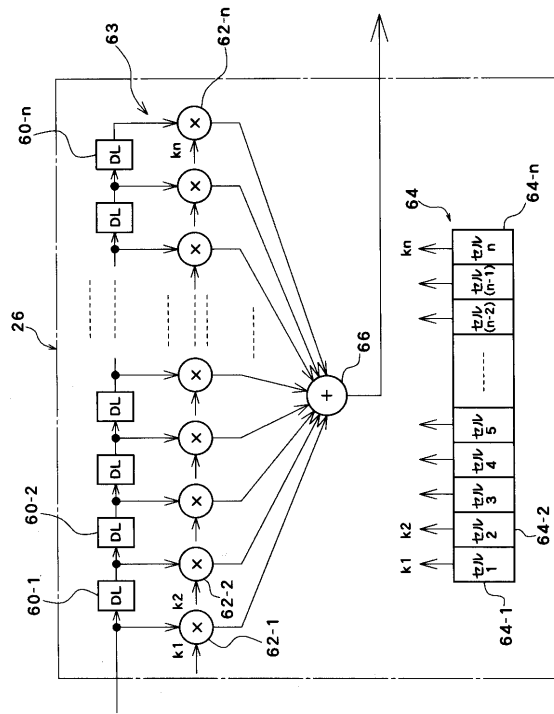 26
60-1
60-2
60-n
63
DL
DL
DL
DL
DL
DL
k1
×
k2
×
×
×
×
×
×
kn
×
62-1
62-2
62-n
+
66
64
k1
k2
kn
セル
1
セル
2
セル
3
セル
4
セル
5
セル
(n-2)
セル
(n-1)
セル
n
64-1
64-2
64-n